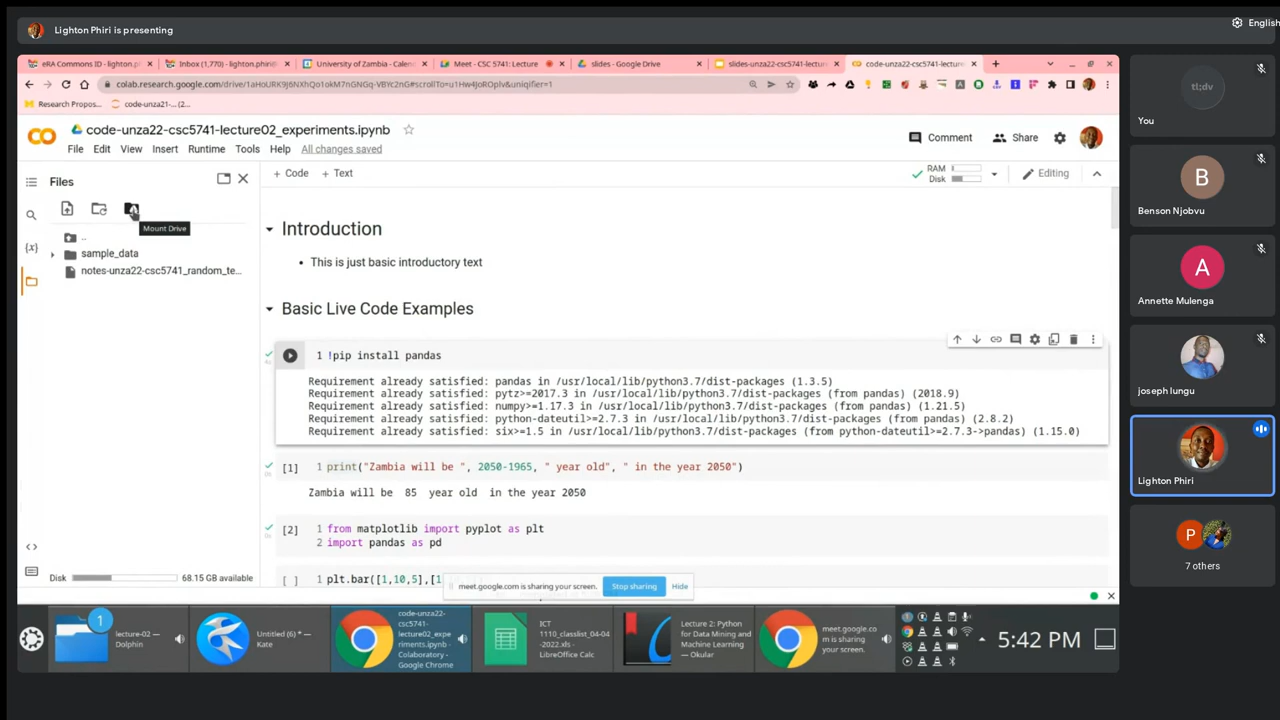 Lighton Phiri is presenting
English
eRA Commons ID - lighton.phiri
Inbox (1,770) - lighton.phiri
University of Zambia - Calen
Meet - CSC 5741: Lecture
slides - Google Drive
slides-unza22-csc5741-lecture
code-unza22-csc5741-lecture
Research Propos...
code-unza21-...(2...
code-unza22-csc5741-lecture02_experiments.ipynb
Comment
Share
File Edit View Insert Runtime Tools Help All changes saved
Files
+ Code + Text
RAM
Disk
Editing
Mount Drive
..
sample_data
notes-unza22-csc5741_random_te...
Introduction
This is just basic introductory text
Basic Live Code Examples
1 !pip install pandas
Requirement already satisfied: pandas in /usr/local/lib/python3.7/dist-packages (1.3.5)
Requirement already satisfied: pytz>=2017.3 in /usr/local/lib/python3.7/dist-packages (from pandas) (2018.9)
Requirement already satisfied: numpy>=1.17.3 in /usr/local/lib/python3.7/dist-packages (from pandas) (1.21.5)
Requirement already satisfied: python-dateutil>=2.7.3 in /usr/local/lib/python3.7/dist-packages (from pandas) (2.8.2)
Requirement already satisfied: six>=1.5 in /usr/local/lib/python3.7/dist-packages (from python-dateutil>=2.7.3->pandas) (1.15.0)
[1] 1 print("Zambia will be ", 2050-1965, " year old", " in the year 2050")
Zambia will be 85 year old in the year 2050
[2] 1 from matplotlib import pyplot as plt
2 import pandas as pd
[ ] 1 plt.bar([1,10,5],[1
Disk 68.15 GB available
meet.google.com is sharing your screen. Stop sharing Hide
1
lecture-02 — Dolphin
Untitled (6) * — Kate
code-unza22-csc5741-lecture02_experiments.ipynb - Colaboratory - Google Chrome
ICT 1110_classlist_04-04-2022.xls - LibreOffice Calc
Lecture 2: Python for Data Mining and Machine Learning — Okular
meet.google.com is sharing your screen.
5:42 PM
tl;dv
You
B
Benson Njobvu
A
Annette Mulenga
joseph lungu
Lighton Phiri
P
7 others